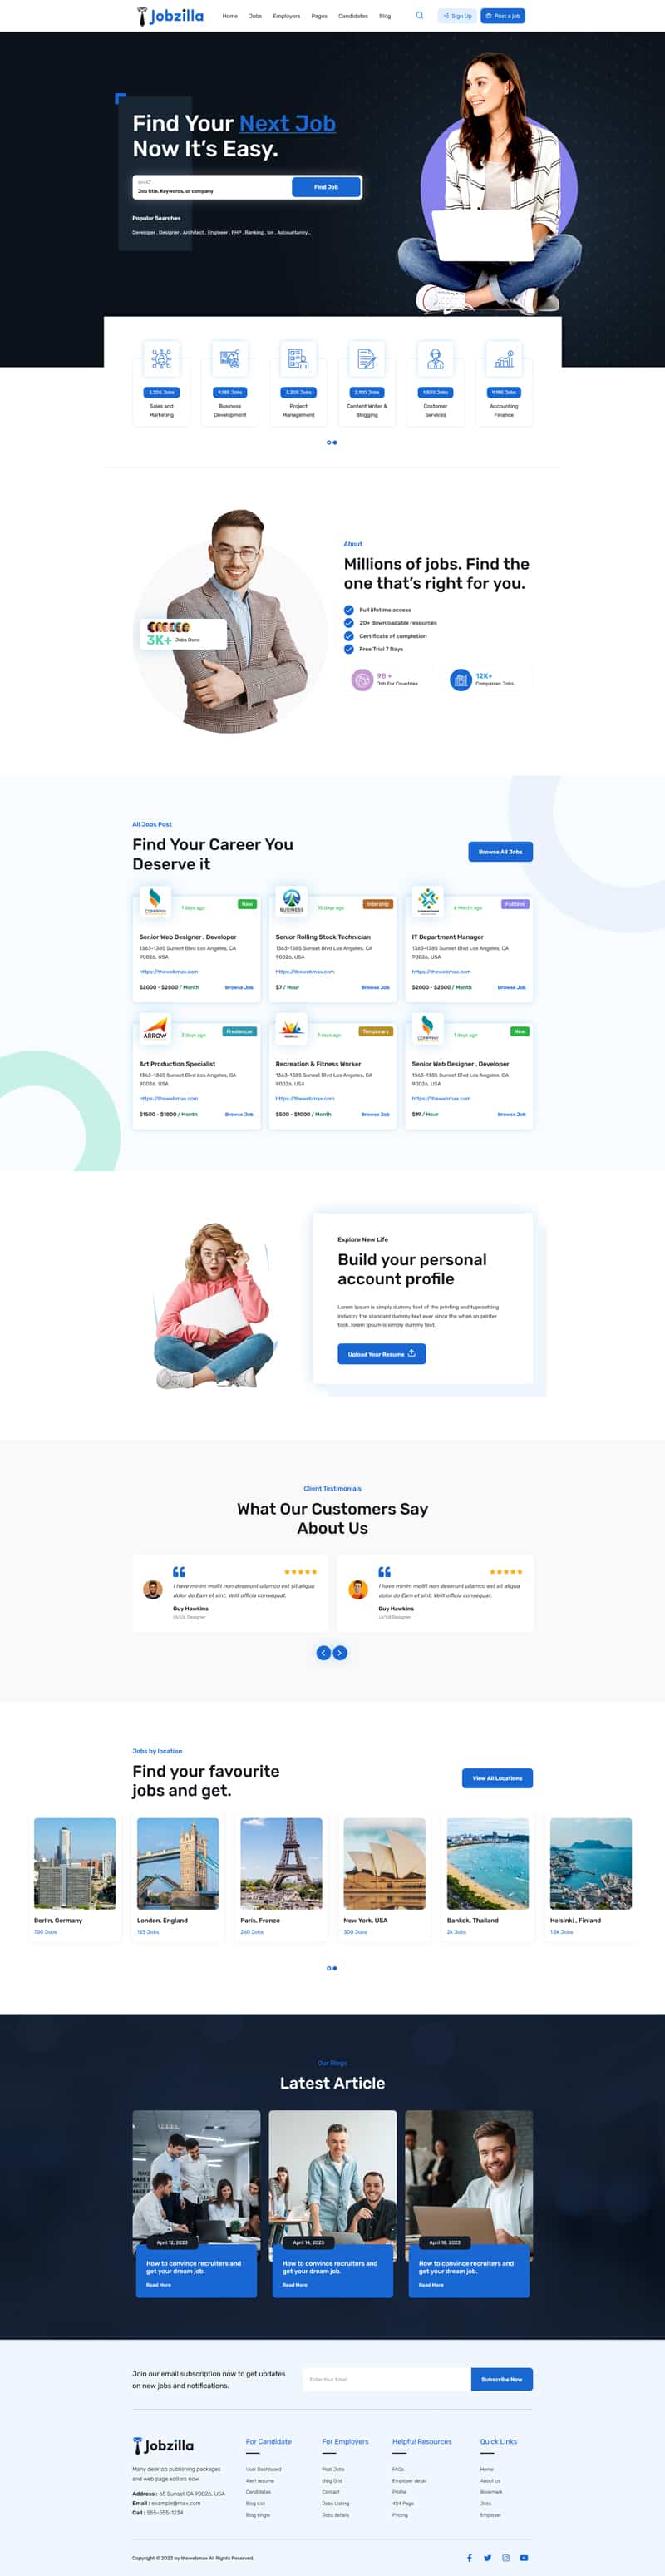 Jobzilla
Home Jobs Employers Pages Candidates Blog
Sign Up
Post a job
Find Your Next Job
Now It's Easy.
Job title, Keywords, or company
Find Job
Popular Searches
Developer , Designer , Architect , Engineer , PHP , Banking , Ios , Accountancy...
3,205 Jobs
Sales and
Marketing
9,185 Jobs
Business
Development
3,205 Jobs
Project
Management
Content Writer &
Blogging
Customer
Services
9,185 Jobs
Accounting
Finance
About
Millions of jobs. Find the
one that's right for you.
Full lifetime access
20+ downloadable resources
Certificate of completion
Free Trial 7 Days
3K+ Jobs Done
98 +
Job For Countries
12K+
Companies Jobs
All Jobs Post
Find Your Career You
Deserve it
Browse All Jobs
1 days ago
New
Senior Web Designer , Developer
1363-1385 Sunset Blvd Los Angeles, CA
90026, USA
https://thewebmax.com
$2000 - $2500 / Month
Browse Job
BUSINESS
15 days ago
Intership
Senior Rolling Stock Technician
1363-1385 Sunset Blvd Los Angeles, CA
90026, USA
https://thewebmax.com
$7 / Hour
Browse Job
6 Month ago
Fulltime
IT Department Manager
1363-1385 Sunset Blvd Los Angeles, CA
90026, USA
https://thewebmax.com
$2000 - $2500 / Month
Browse Job
ARROW
2 days ago
Freelancer
Art Production Specialist
1363-1385 Sunset Blvd Los Angeles, CA
90026, USA
https://thewebmax.com
$1500 - $1800 / Month
Browse Job
1 days ago
Temporary
Recreation & Fitness Worker
1363-1385 Sunset Blvd Los Angeles, CA
90026, USA
https://thewebmax.com
$500 - $1000 / Month
Browse Job
1 days ago
New
Senior Web Designer , Developer
1363-1385 Sunset Blvd Los Angeles, CA
90026, USA
https://thewebmax.com
$19 / Hour
Browse Job
Explore New Life
Build your personal
account profile
Lorem Ipsum is simply dummy text of the printing and typesetting
industry the standard dummy text ever since the when an printer
took. lorem Ipsum is simply dummy text.
Upload Your Resume
Client Testimonials
What Our Customers Say
About Us
I have minim mollit non deserunt ullamco est sit aliqua
dolor do Eam et sint. Velit officia consequat.
Guy Hawkins
UI/UX Designer
I have minim mollit non deserunt ullamco est sit aliqua
dolor do Eam et sint. Velit officia consequat.
Guy Hawkins
UI/UX Designer
Jobs by location
Find your favourite
jobs and get.
View All Locations
Berlin, Germany
700 Jobs
London, England
125 Jobs
Paris, France
260 Jobs
New York, USA
300 Jobs
Bankok, Thailand
2k Jobs
Helsinki , Finland
1.5k Jobs
Our Blogs
Latest Article
April 12, 2023
How to convince recruiters and
get your dream job.
Read More
April 14, 2023
How to convince recruiters and
get your dream job.
Read More
April 18, 2023
How to convince recruiters and
get your dream job.
Read More
Join our email subscription now to get updates
on new jobs and notifications.
Enter Your Email
Subscribe Now
Jobzilla
Many desktop publishing packages
and web page editors now.
Address : 65 Sunset CA 90026, USA
Email : example@max.com
Call : 555-555-1234
For Candidate
User Dashboard
Alert resume
Candidates
Blog List
Blog single
For Employers
Post Jobs
Blog Grid
Contact
Jobs Listing
Jobs details
Helpful Resources
FAQs
Employer detail
Profile
404 Page
Pricing
Quick Links
Home
About us
Bookmark
Jobs
Employer
Copyright © 2023 by thewebmax All Rights Reserved.